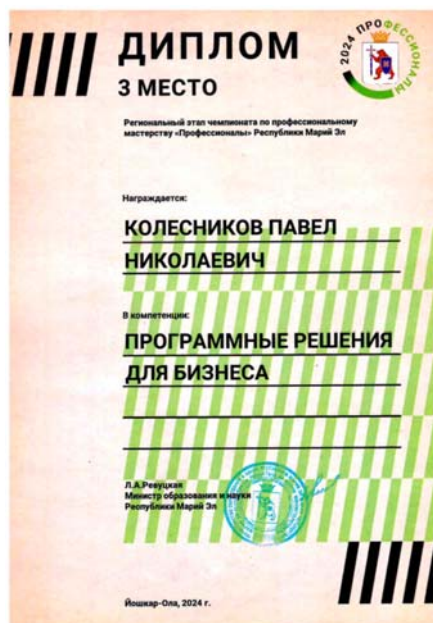 ДИПЛОМ
3 МЕСТО
2024 ПРОФЕССИОНАЛЫ
Региональный этап чемпионата по профессиональному
мастерству «Профессионалы» Республики Марий Эл
Награждается:
КОЛЕСНИКОВ ПАВЕЛ
НИКОЛАЕВИЧ
В компетенции:
ПРОГРАММНЫЕ РЕШЕНИЯ
ДЛЯ БИЗНЕСА
Л.А.Ревуцкая
Министр образования и науки
Республики Марий Эл
Йошкар-Ола, 2024 г.